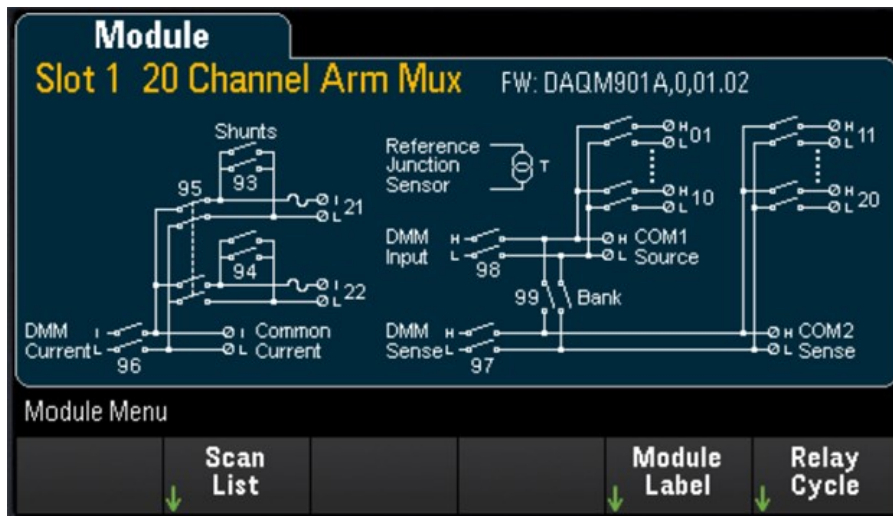 Module
Slot 1 20 Channel Arm Mux FW: DAQM901A,0,01.02
Shunts
93
95
I 21
L
94
I 22
L
DMM I
Current L
96
I Common
L Current
Reference
Junction
Sensor
T
DMM H
Input L
98
H COM1
L Source
99 Bank
DMM H
Sense L
97
H COM2
L Sense
H 01
L
H 10
L
H 11
L
H 20
L
Module Menu
Scan
List
Module
Label
Relay
Cycle